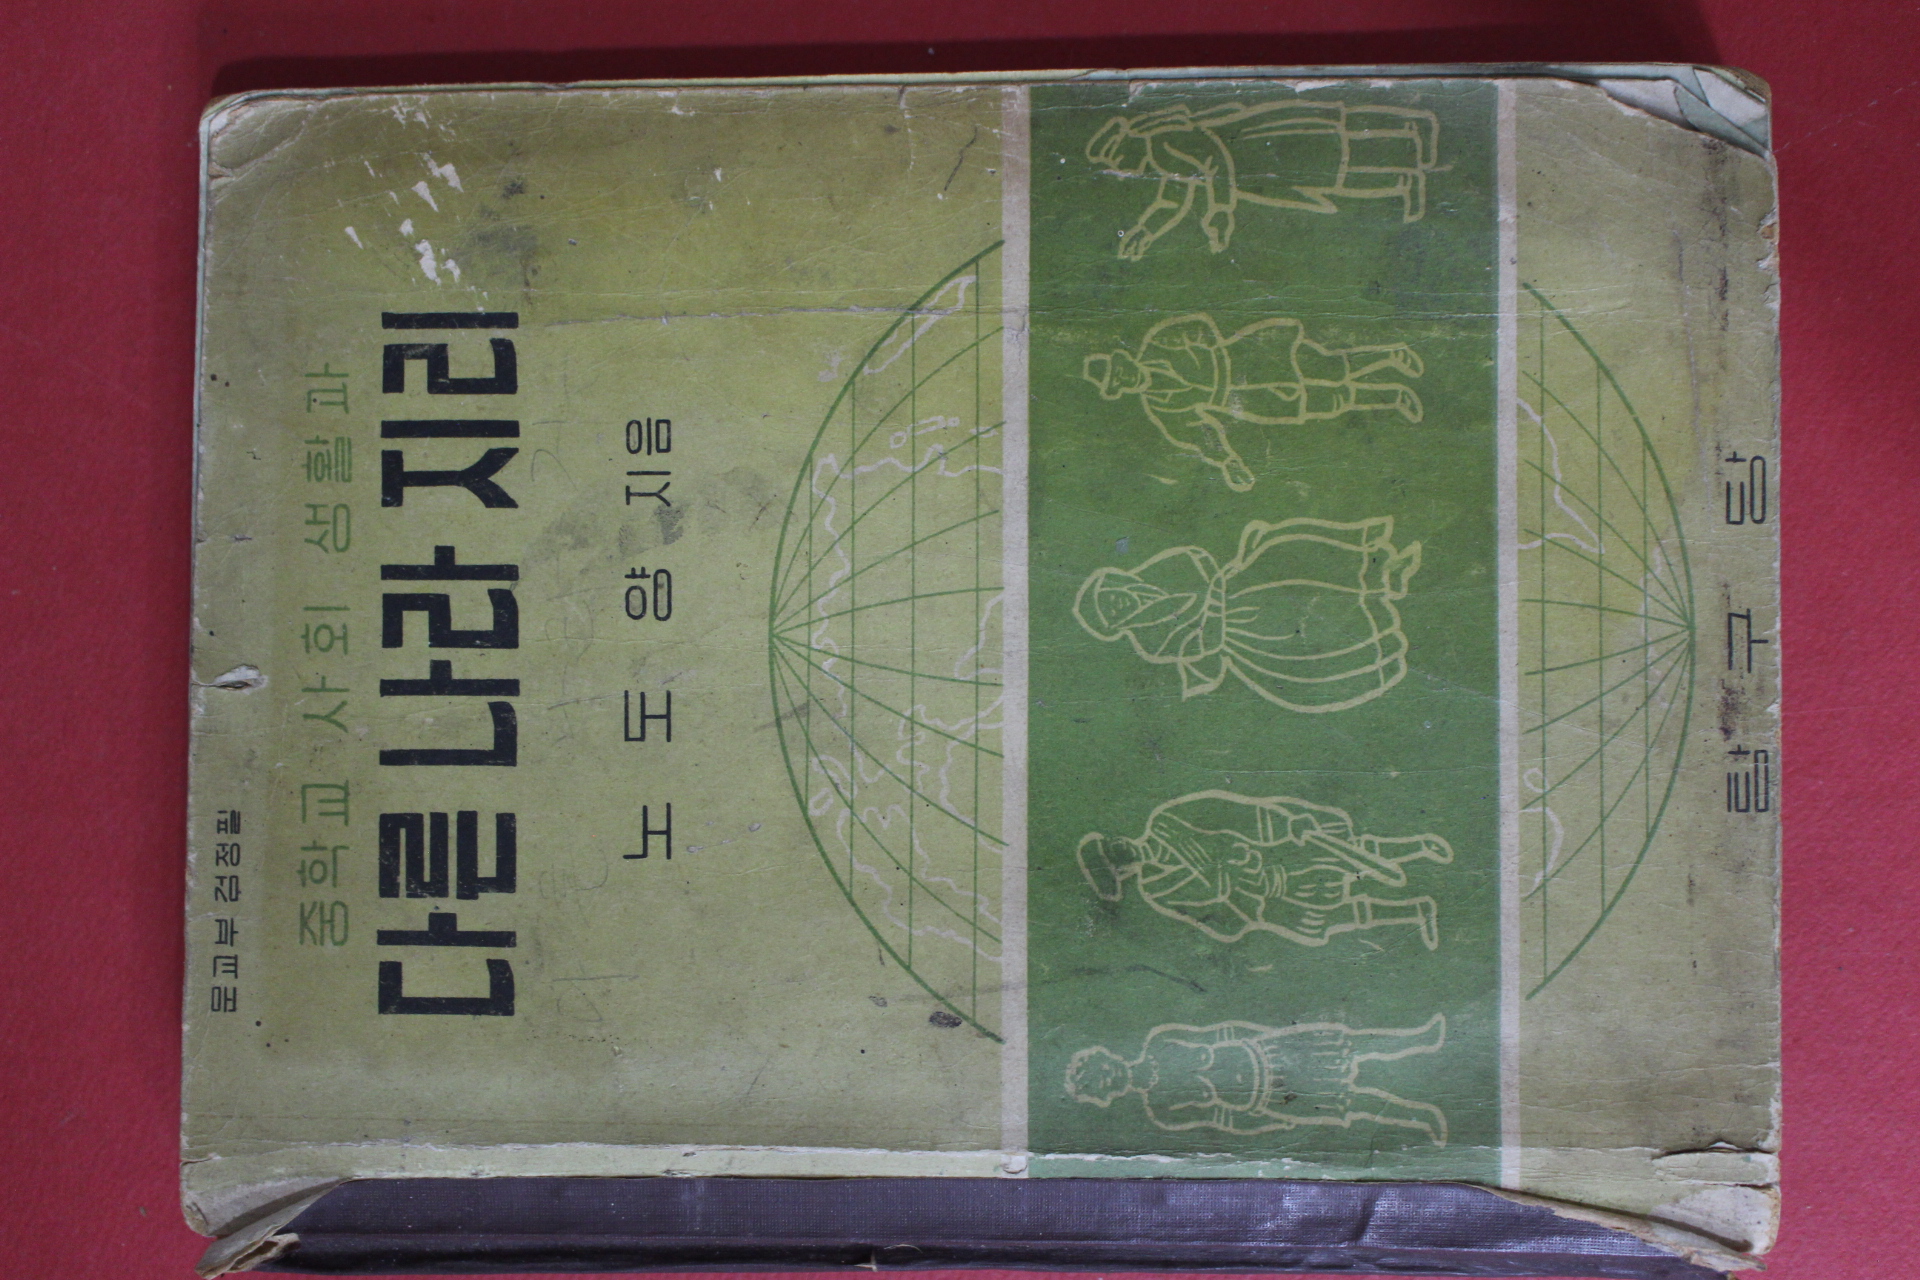 문교부 검정필
중학교 사회 생활과
다른 나라 지리
노도양 지음
탐구당